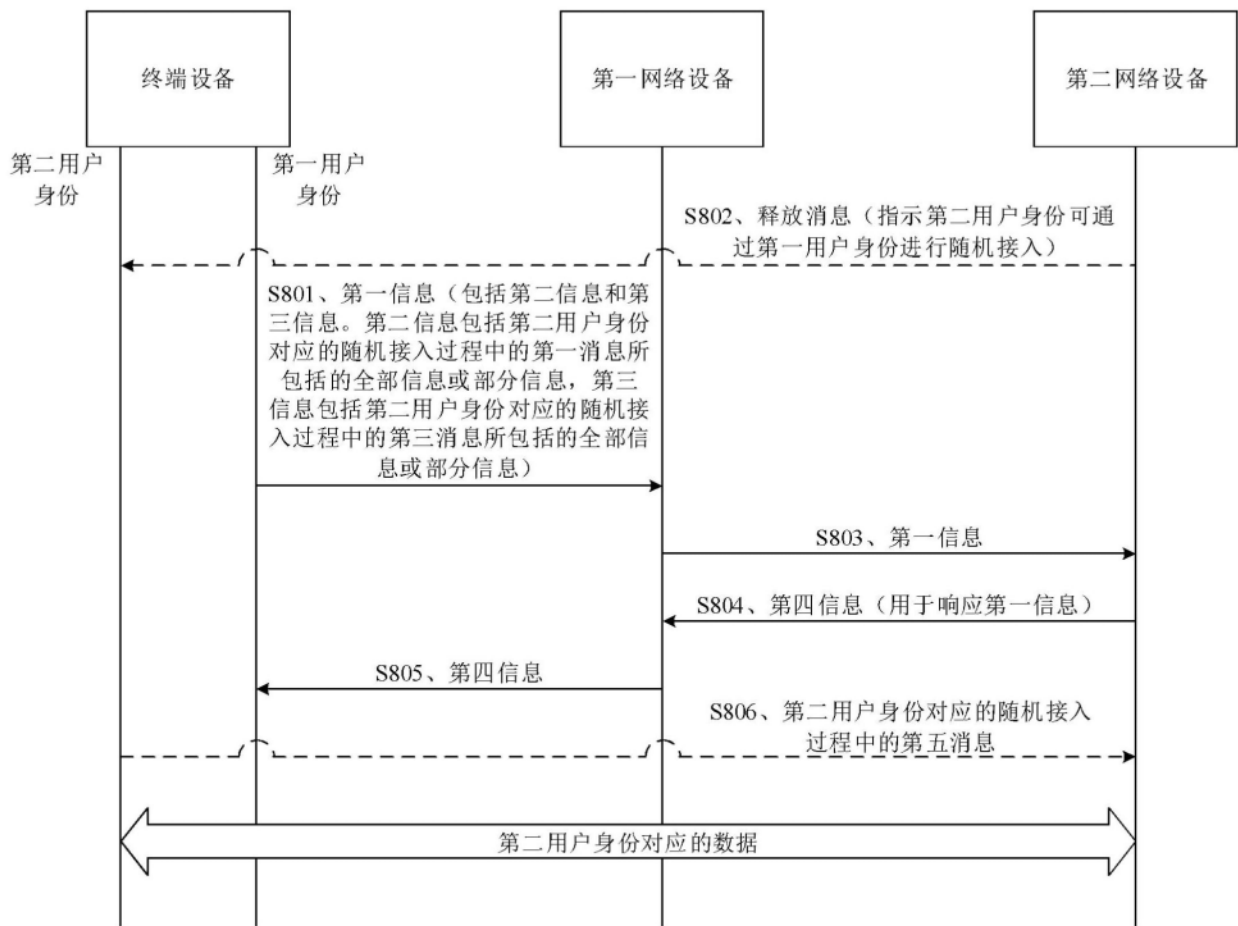 终端设备
第一网络设备
第二网络设备
第二用户
身份
第一用户
身份
S802、释放消息（指示第二用户身份可通
过第一用户身份进行随机接入）
S801、第一信息（包括第二信息和第
三信息。第二信息包括第二用户身份
对应的随机接入过程中的第一消息所
包括的全部信息或部分信息，第三
信息包括第二用户身份对应的随机接
入过程中的第三消息所包括的全部信
息或部分信息）
S803、第一信息
S804、第四信息（用于响应第一信息）
S805、第四信息
S806、第二用户身份对应的随机接入
过程中的第五消息
第二用户身份对应的数据